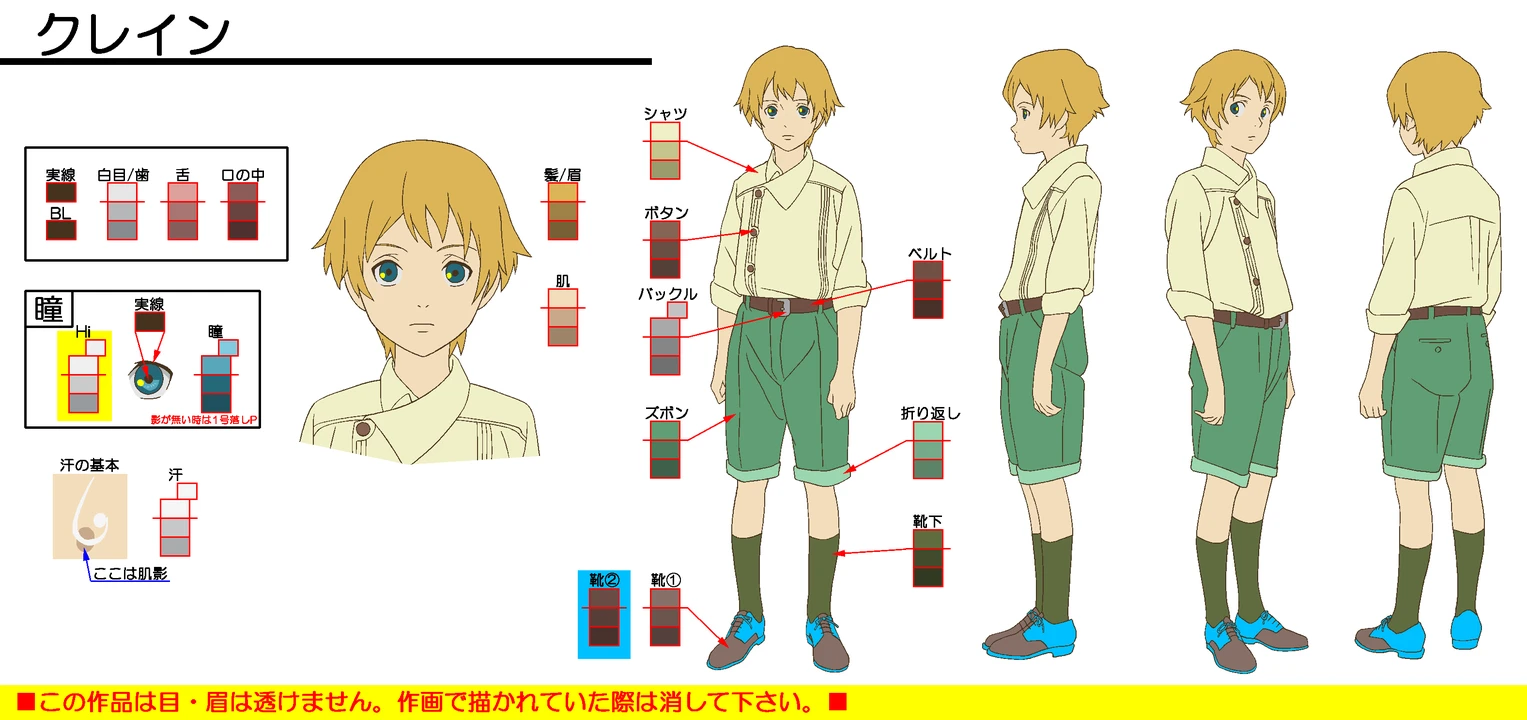 クレイン
実線
白目/歯
舌
口の中
BL
髪/眉
肌
瞳
実線
Hi
瞳
影が無い時は1号落しP
汗の基本
汗
ここは肌影
シャツ
ボタン
バックル
ベルト
ズボン
折り返し
靴下
靴②
靴①
■この作品は目・眉は透けません。作画で描かれていた際は消して下さい。■